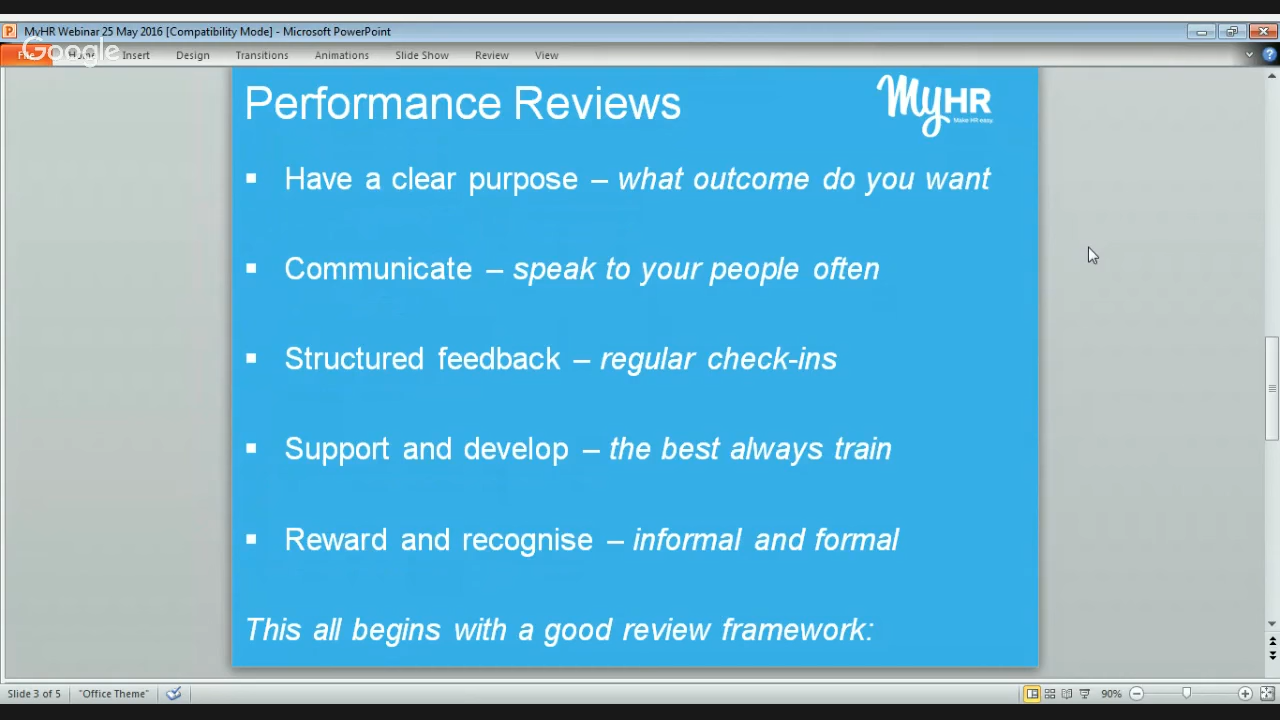 MyHR Webinar 25 May 2016 [Compatibility Mode] - Microsoft PowerPoint
Google
File Home Insert Design Transitions Animations Slide Show Review View
Performance Reviews
MyHR
Make HR easy
▪ Have a clear purpose – what outcome do you want
▪ Communicate – speak to your people often
▪ Structured feedback – regular check-ins
▪ Support and develop – the best always train
▪ Reward and recognise – informal and formal
This all begins with a good review framework:
Slide 3 of 5 "Office Theme" 90%